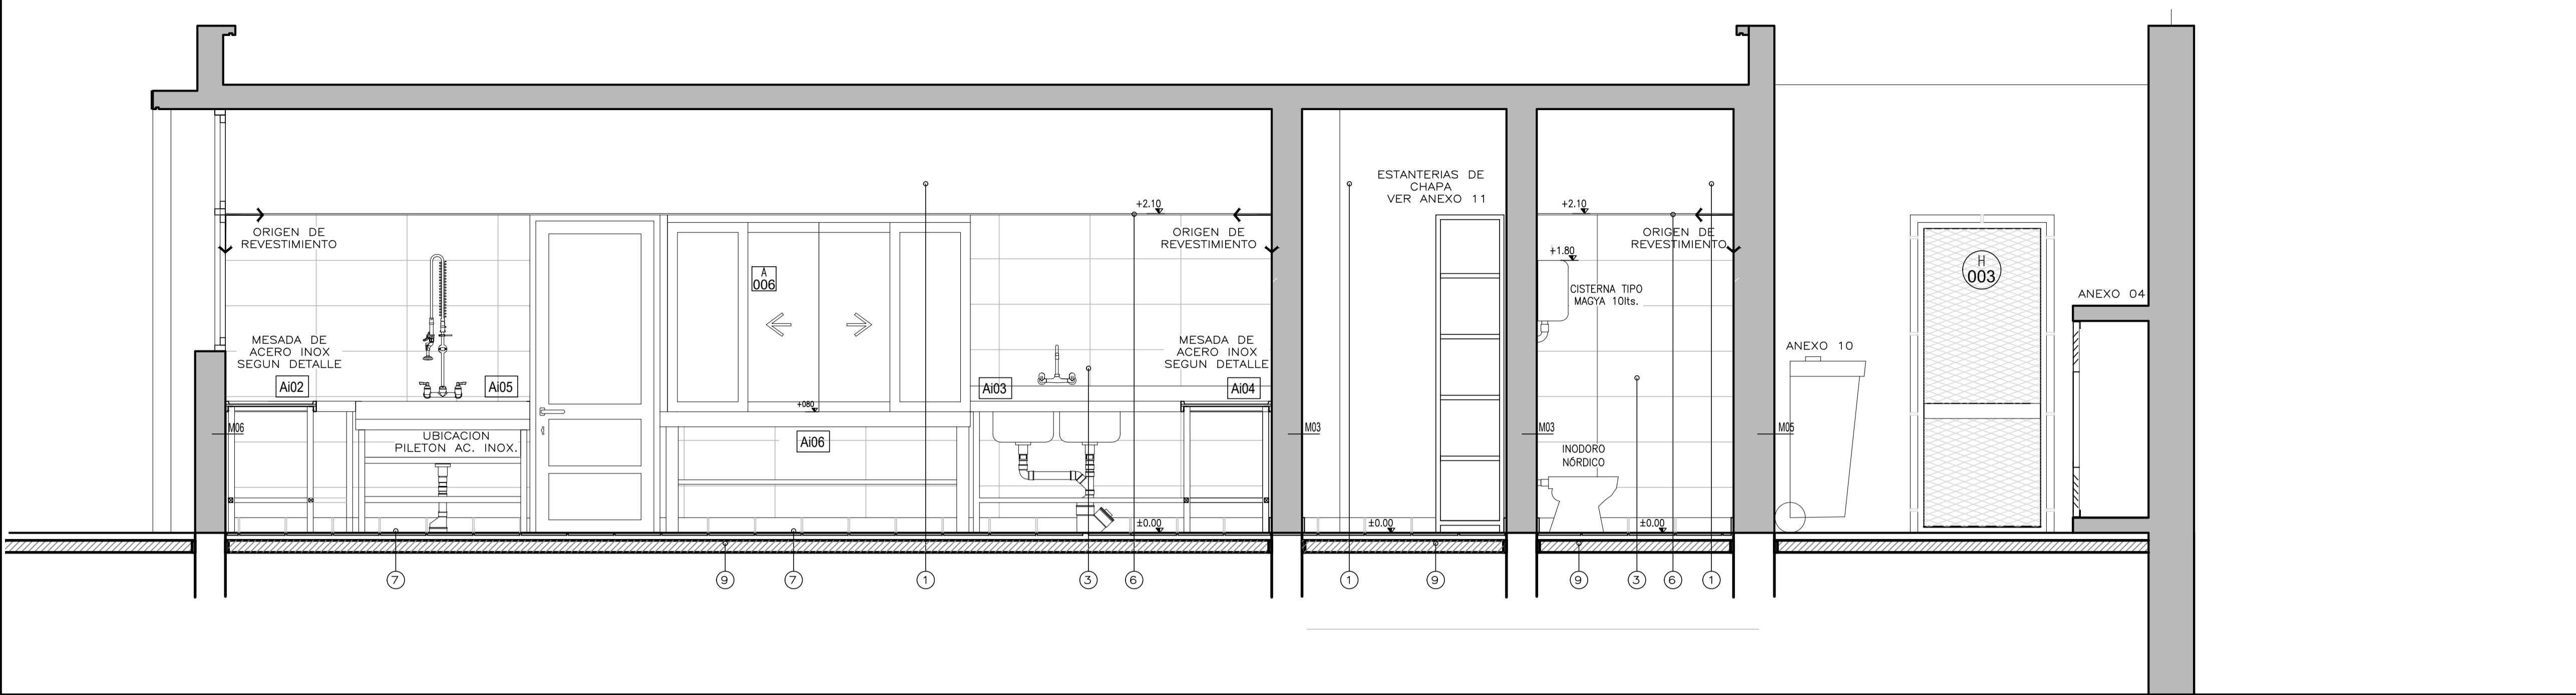 ESTANTERIAS DE
CHAPA
VER ANEXO 11
+2.10
+2.10
ORIGEN DE
REVESTIMIENTO
ORIGEN DE
REVESTIMIENTO
ORIGEN DE
REVESTIMIENTO
+1.80
A
006
H
003
CISTERNA TIPO
MAGYA 10lts.
ANEXO 04
MESADA DE
ACERO INOX
SEGUN DETALLE
MESADA DE
ACERO INOX
SEGUN DETALLE
ANEXO 10
Ai02
Ai05
Ai03
Ai04
+080
M06
M03
M03
M05
UBICACION
PILETON AC. INOX.
Ai06
INODORO
NÓRDICO
±0.00
±0.00
±0.00
7
9
7
1
3
6
1
9
9
3
6
1